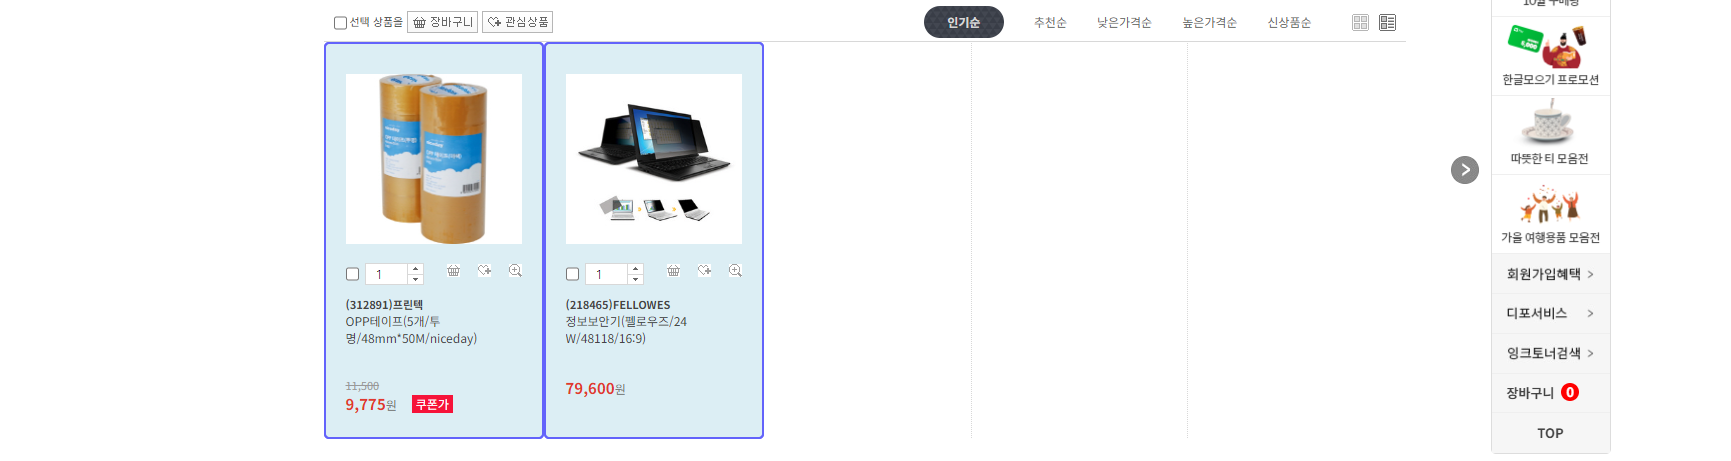 선택 상품을 장바구니 관심상품
인기순 추천순 낮은가격순 높은가격순 신상품순
1
(312891)프린텍
OPP테이프(5개/투
명/48mm*50M/niceday)
11,500
9,775원 쿠폰가
1
(218465)FELLOWES
정보보안기(펠로우즈/24
W/48118/16:9)
79,600원
한글모으기 프로모션
따뜻한 티 모음전
가을 여행용품 모음전
회원가입혜택 >
디포서비스 >
잉크토너검색 >
장바구니 0
TOP